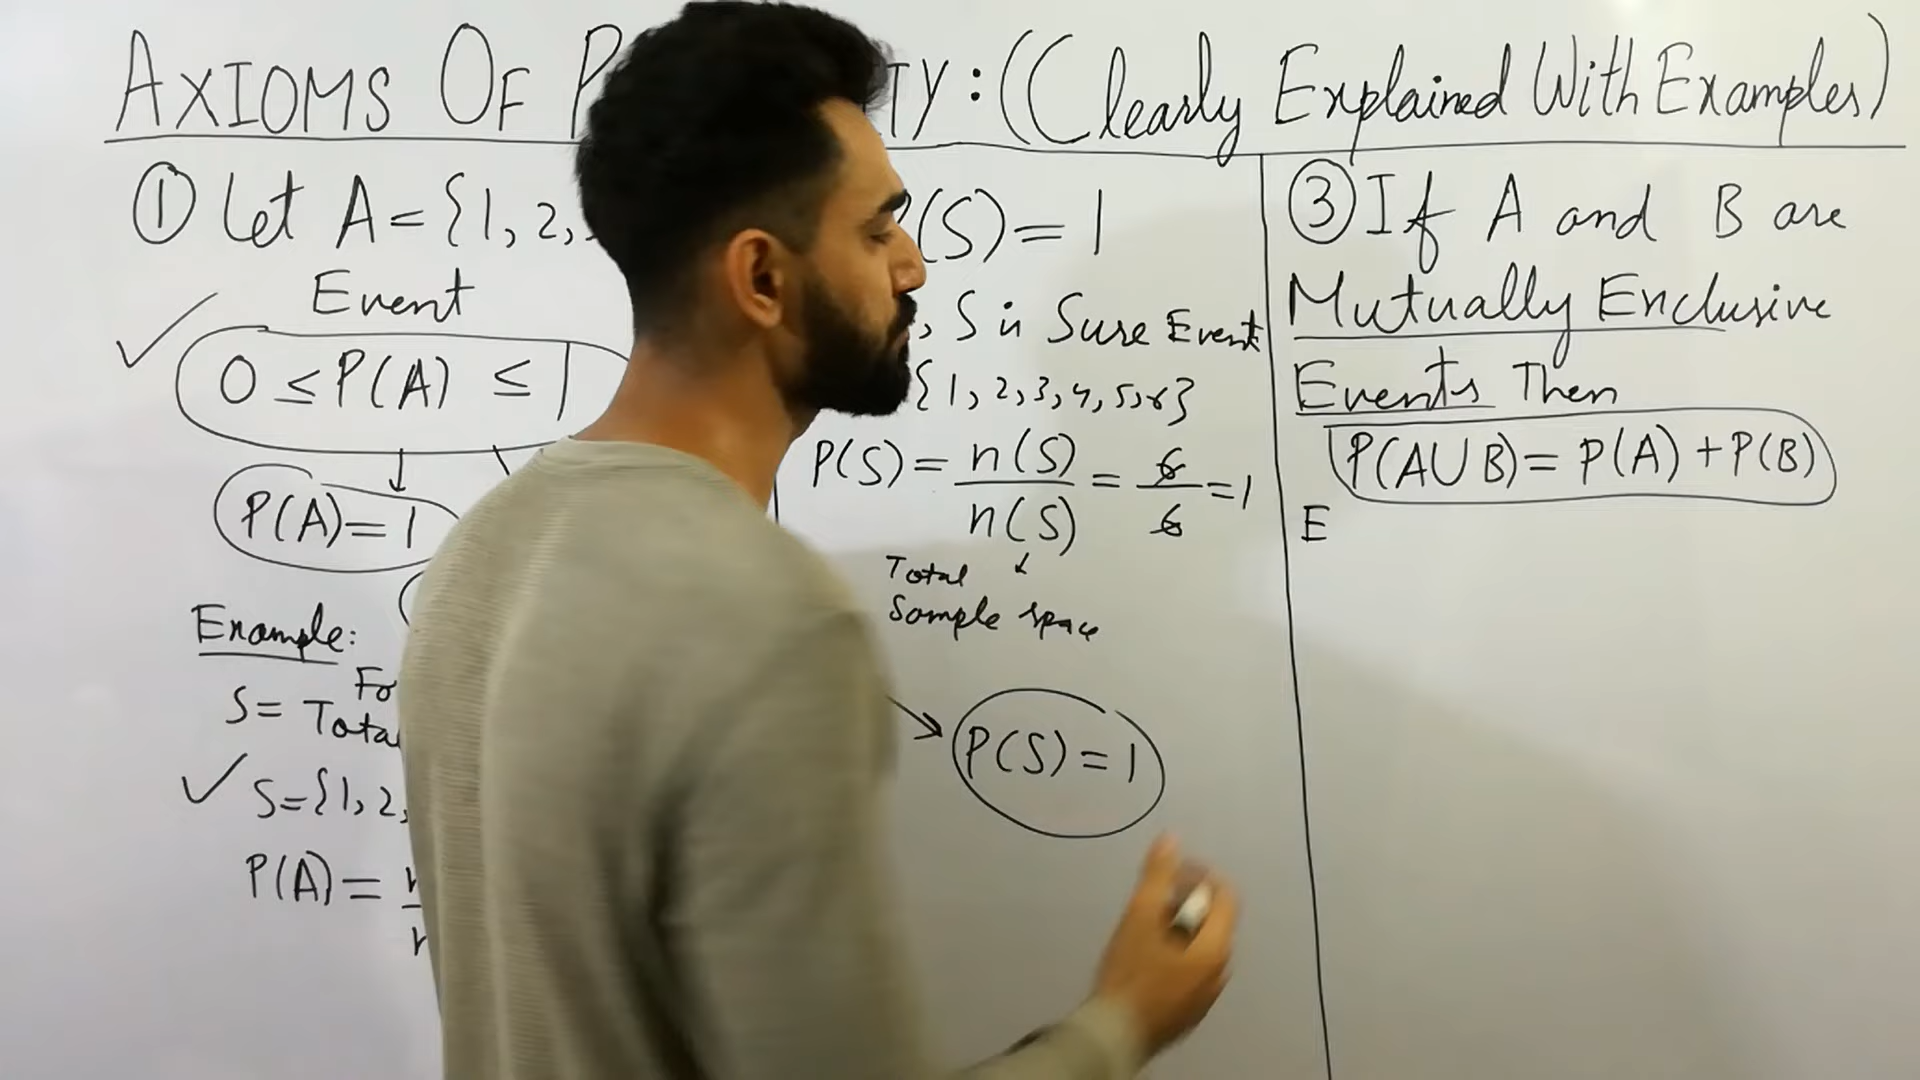 AXIOMS OF P ITY: (Clearly Explained With Examples)
① Let A={1, 2,
Event
✓ 0 ≤ P(A) ≤ 1
P(A)=1
Example:
Fo
S= Total
✓ S={1, 2,
P(A)=
(S)=1
, S is Sure Event
{1, 2, 3, 4, 5, 6}
P(S)= n(S)/n(S) = 6/6 =1
Total
Sample space
P(S)=1
③ If A and B are
Mutually Exclusive
Events Then
P(A∪B)= P(A)+P(B)
E